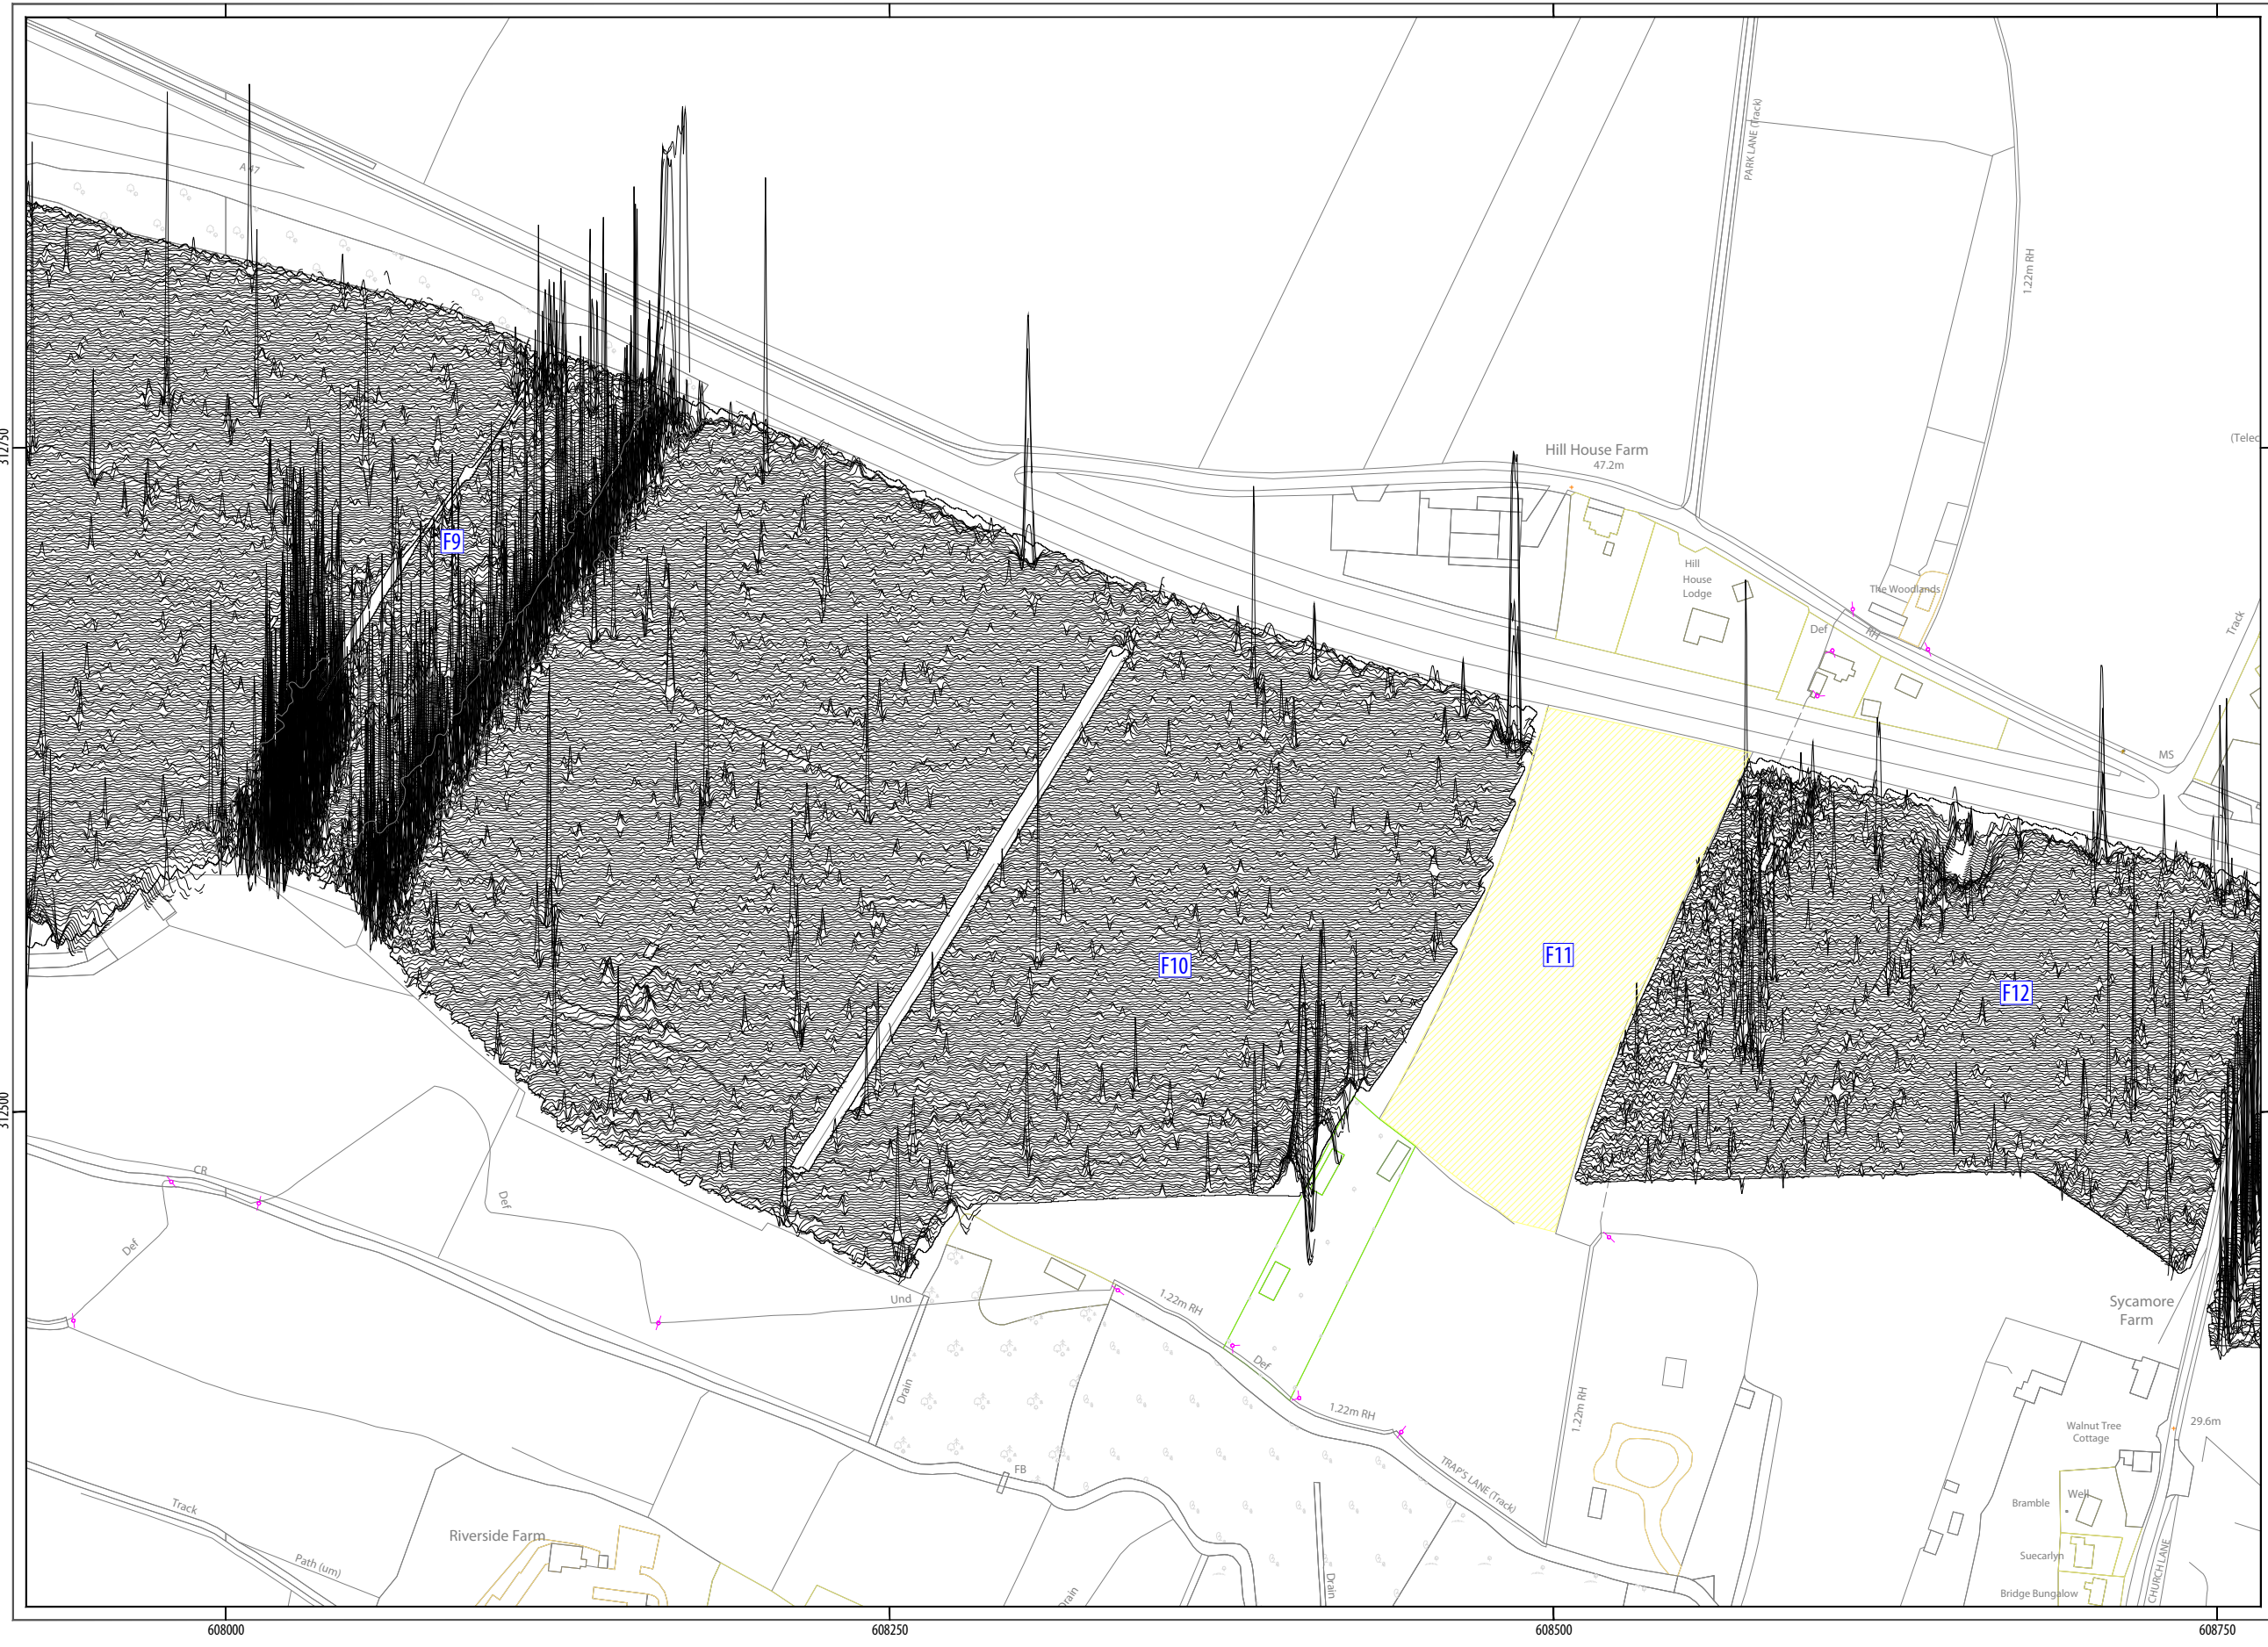 A 47
PARK LANE (Track)
1.22m RH
(Telec
312750
Hill House Farm
47.2m
F9
Hill
House
Lodge
The Woodlands
Def
RH
Track
MS
F10
F11
F12
312500
CR
Def
Def
Und
1.22m RH
Def
1.22m RH
Drain
Sycamore
Farm
1.22m RH
29.6m
Walnut Tree
Cottage
FB
TRAP'S LANE (Track)
Track
Riverside Farm
Path (um)
Drain
Drain
Bramble
Well
Suecarlyn
Bridge Bungalow
CHURCH LANE
608000
608250
608500
608750